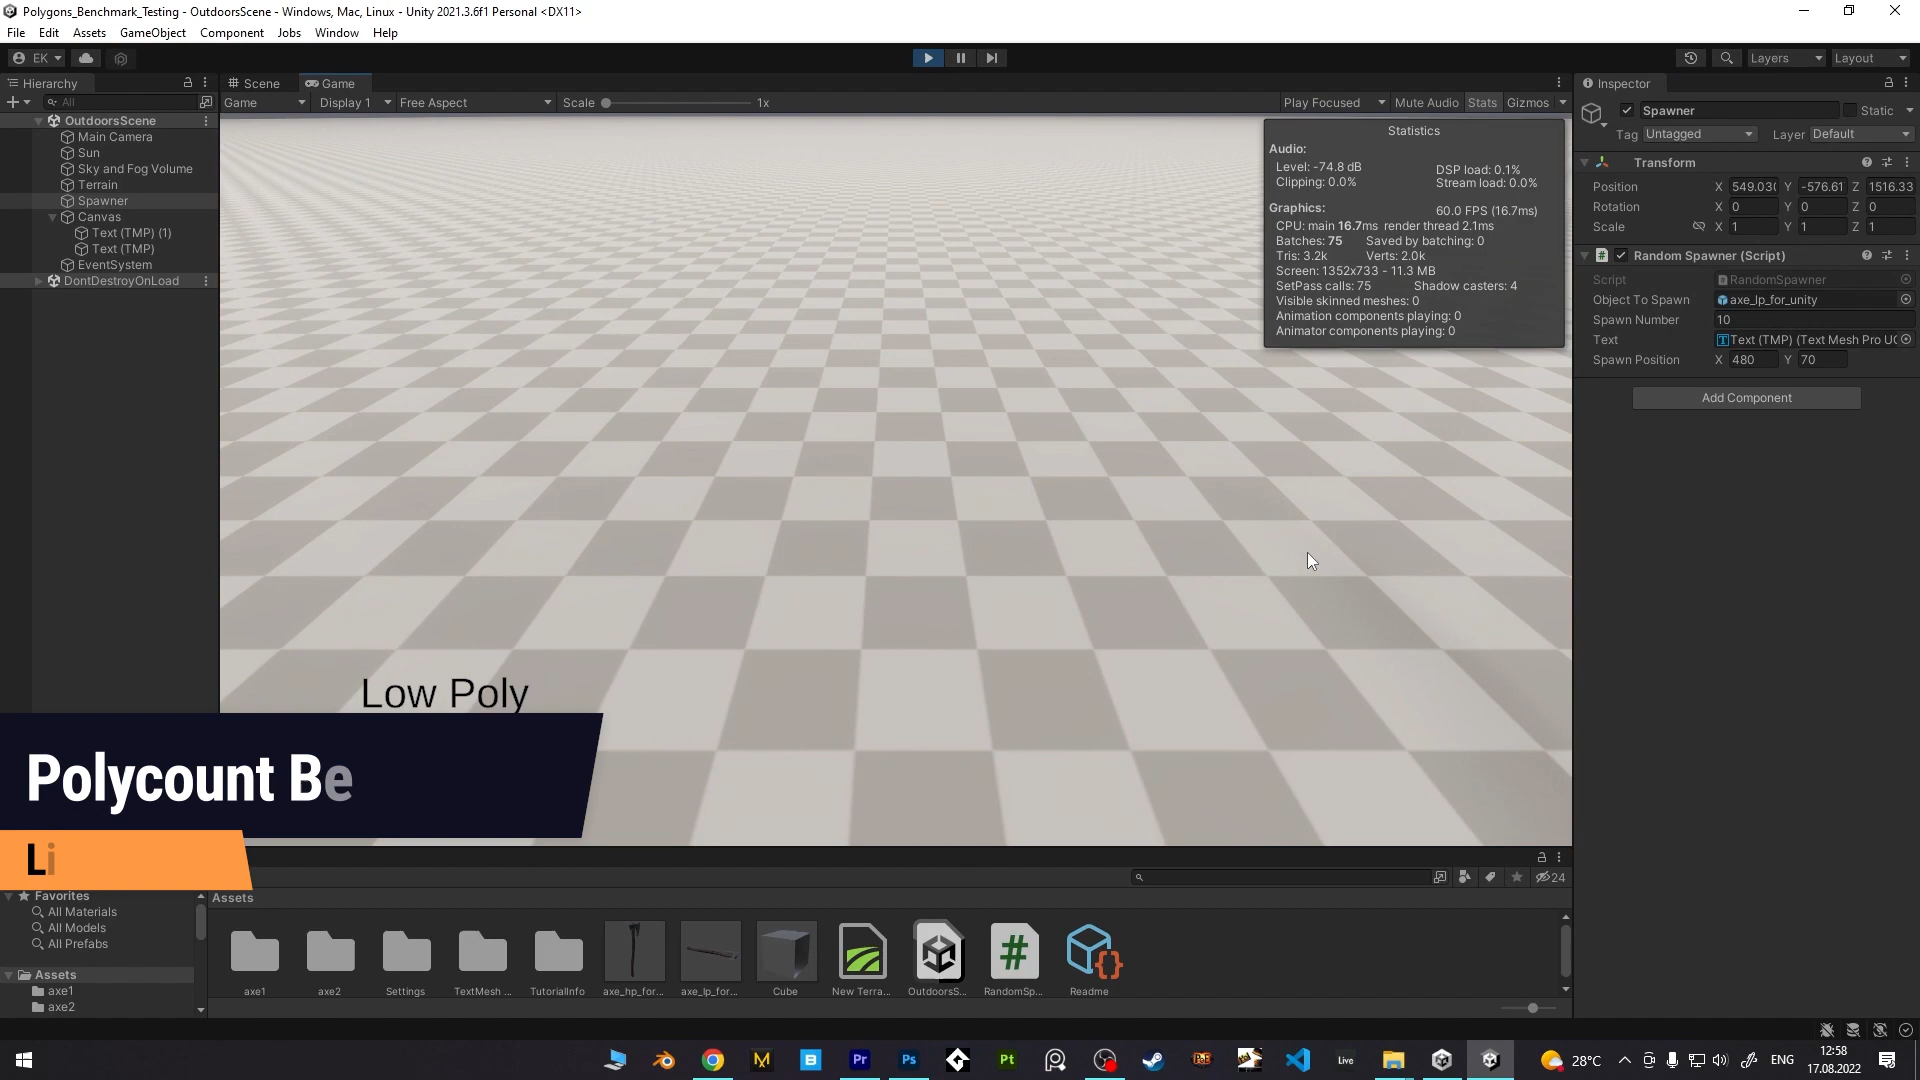 Polygons_Benchmark_Testing - OutdoorsScene - Windows, Mac, Linux - Unity 2021.3.6f1 Personal <DX11>
File Edit Assets GameObject Component Jobs Window Help
EK Layers Layout
Hierarchy
All
OutdoorsScene
Main Camera
Sun
Sky and Fog Volume
Terrain
Spawner
Canvas
Text (TMP) (1)
Text (TMP)
EventSystem
DontDestroyOnLoad
Scene Game
Game Display 1 Free Aspect Scale 1x Play Focused Mute Audio Stats Gizmos
Statistics
Audio:
Level: -74.8 dB DSP load: 0.1%
Clipping: 0.0% Stream load: 0.0%
Graphics: 60.0 FPS (16.7ms)
CPU: main 16.7ms render thread 2.1ms
Batches: 75 Saved by batching: 0
Tris: 3.2k Verts: 2.0k
Screen: 1352x733 - 11.3 MB
SetPass calls: 75 Shadow casters: 4
Visible skinned meshes: 0
Animation components playing: 0
Animator components playing: 0
Inspector
Spawner Static
Tag Untagged Layer Default
Transform
Position X 549.03( Y -576.61 Z 1516.33
Rotation X 0 Y 0 Z 0
Scale X 1 Y 1 Z 1
# Random Spawner (Script)
Script RandomSpawner
Object To Spawn axe_lp_for_unity
Spawn Number 10
Text Text (TMP) (Text Mesh Pro UG
Spawn Position X 480 Y 70
Add Component
Low Poly
Polycount Be
Li
24
Favorites
All Materials
All Models
All Prefabs
Assets
axe1
axe2
Assets
axe1 axe2 Settings TextMesh ... TutorialInfo axe_hp_for... axe_lp_for... Cube New Terra... OutdoorsS... RandomSp... Readme
Pr Ps Pt Live 28°C ENG 12:58
17.08.2022